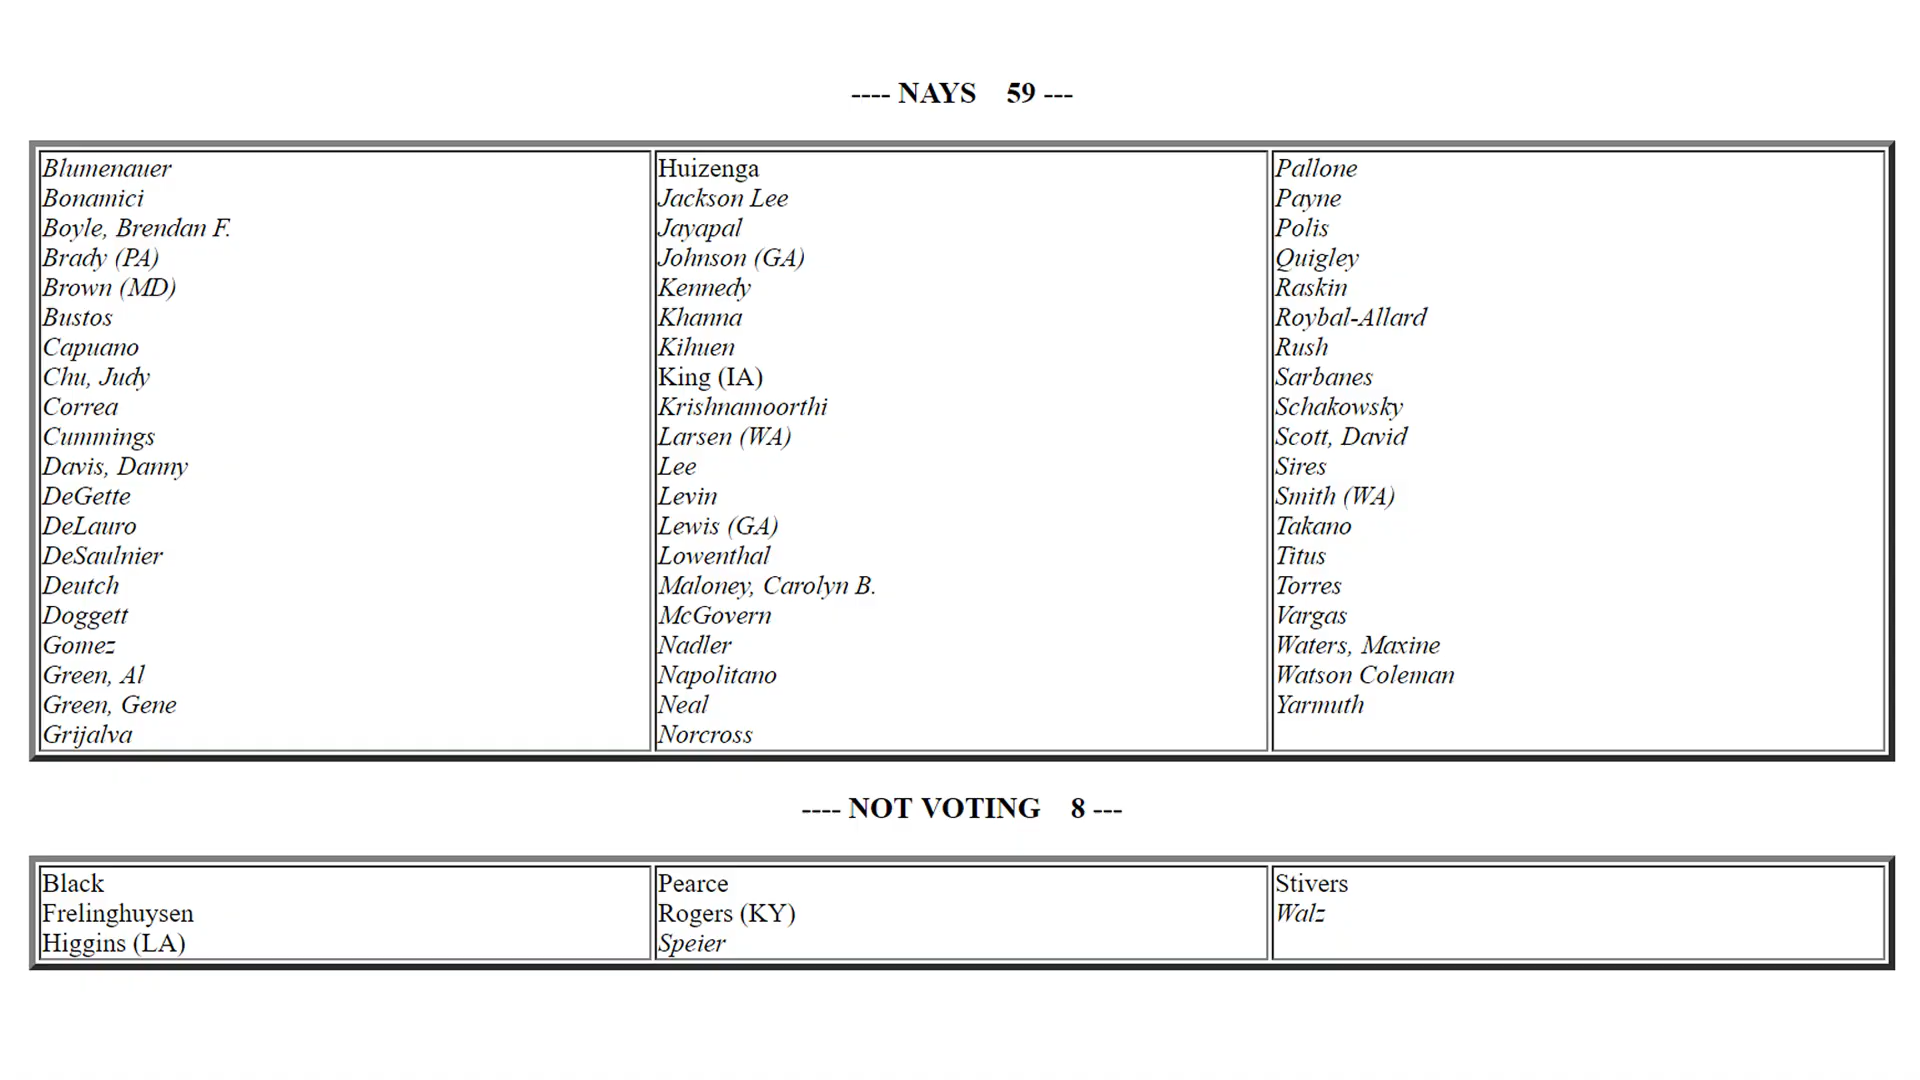 ---- NAYS 59 ---
Blumenauer
Bonamici
Boyle, Brendan F.
Brady (PA)
Brown (MD)
Bustos
Capuano
Chu, Judy
Correa
Cummings
Davis, Danny
DeGette
DeLauro
DeSaulnier
Deutch
Doggett
Gomez
Green, Al
Green, Gene
Grijalva
Huizenga
Jackson Lee
Jayapal
Johnson (GA)
Kennedy
Khanna
Kihuen
King (IA)
Krishnamoorthi
Larsen (WA)
Lee
Levin
Lewis (GA)
Lowenthal
Maloney, Carolyn B.
McGovern
Nadler
Napolitano
Neal
Norcross
Pallone
Payne
Polis
Quigley
Raskin
Roybal-Allard
Rush
Sarbanes
Schakowsky
Scott, David
Sires
Smith (WA)
Takano
Titus
Torres
Vargas
Waters, Maxine
Watson Coleman
Yarmuth
---- NOT VOTING 8 ---
Black
Frelinghuysen
Higgins (LA)
Pearce
Rogers (KY)
Speier
Stivers
Walz